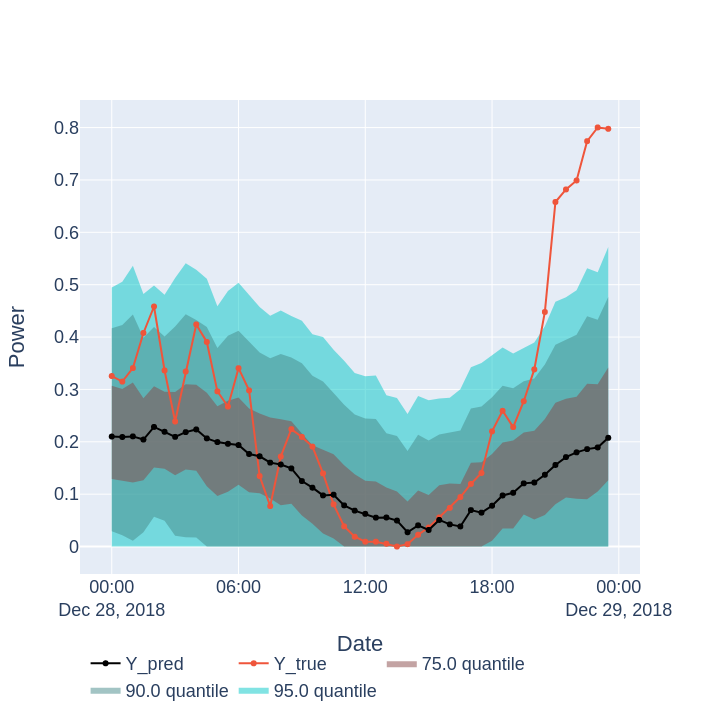 Power
0.8
0.7
0.6
0.5
0.4
0.3
0.2
0.1
0
00:00 06:00 12:00 18:00 00:00
Dec 28, 2018 Dec 29, 2018
Date
Y_pred Y_true 75.0 quantile
90.0 quantile 95.0 quantile